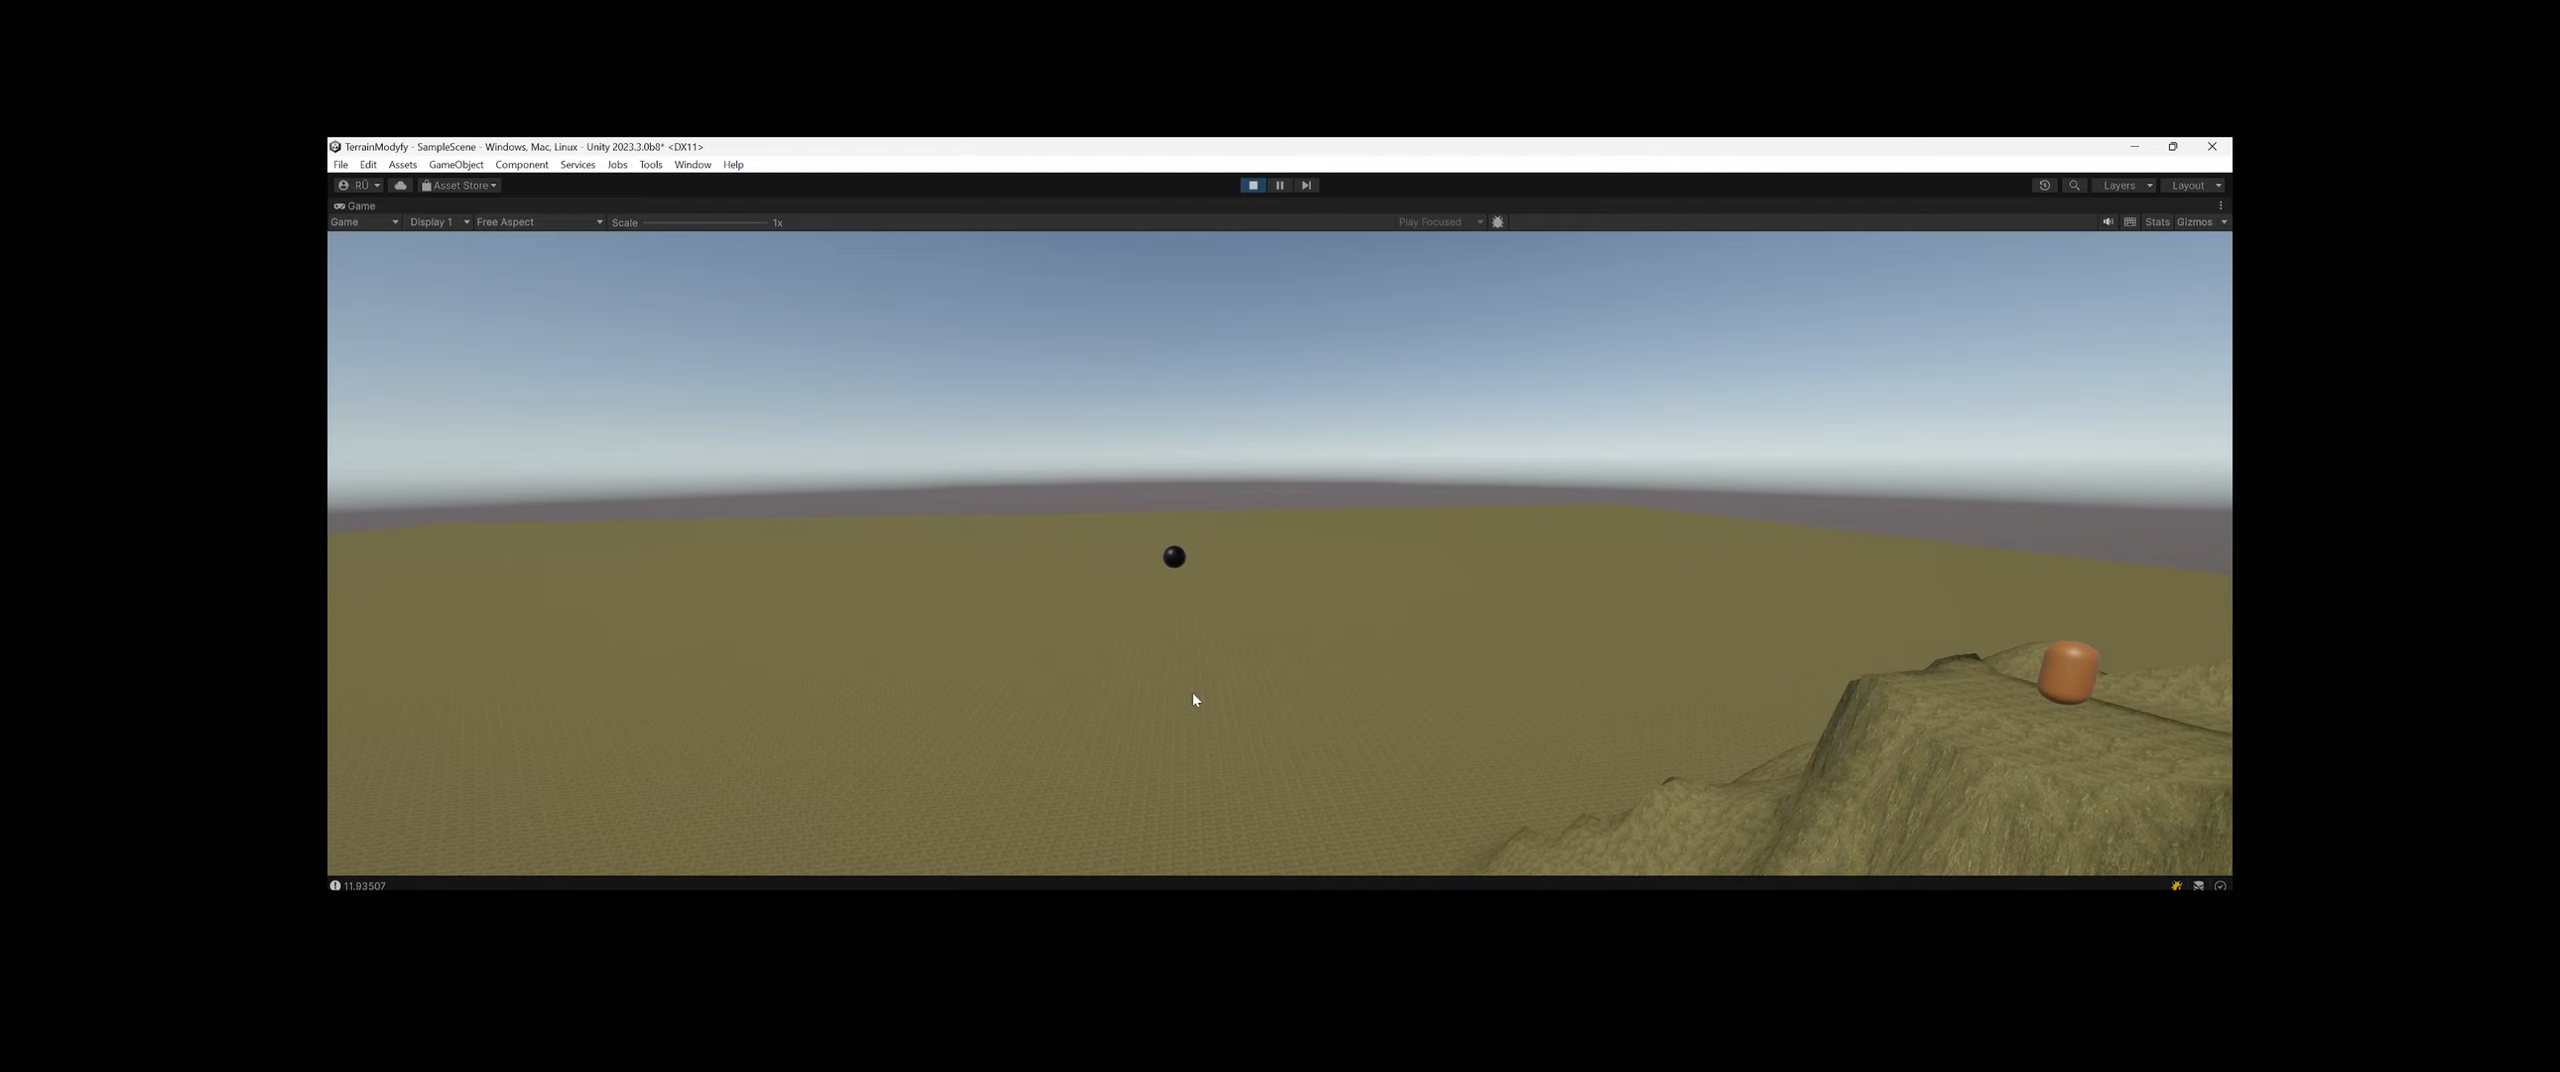 TerrainModyfy - SampleScene - Windows, Mac, Linux - Unity 2023.3.0b8* <DX11>
File Edit Assets GameObject Component Services Jobs Tools Window Help
RÜ Asset Store Layers Layout
Game
Game Display 1 Free Aspect Scale 1x Play Focused Stats Gizmos
11.93507